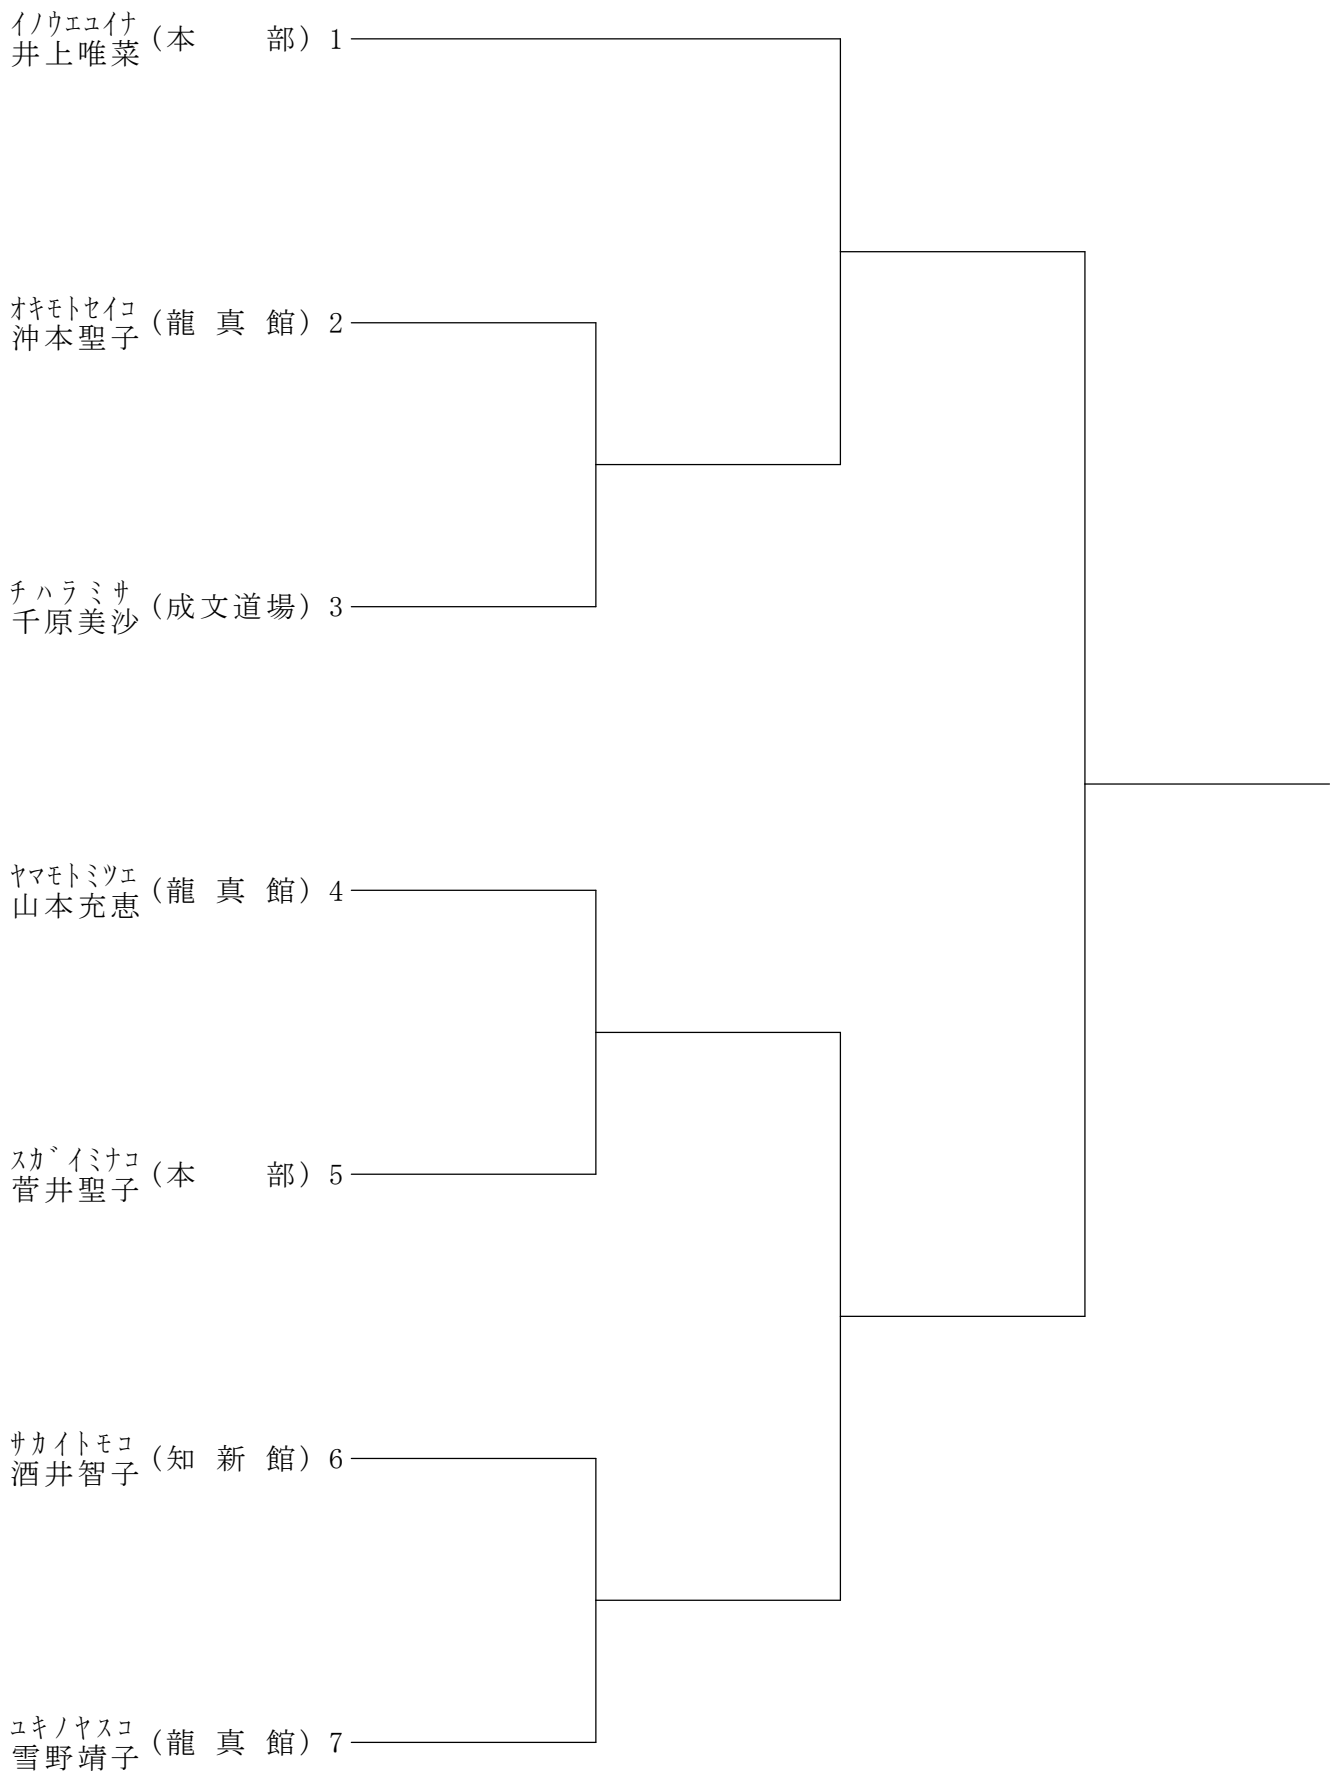 イノウエユイナ
井上唯菜 (本　　部) 1
オキモトセイコ
沖本聖子 (龍 真 館) 2
チハラミサ
千原美沙 (成文道場) 3
ヤマモトミツエ
山本充恵 (龍 真 館) 4
スガイミナコ
菅井聖子 (本　　部) 5
サカイトモコ
酒井智子 (知 新 館) 6
ユキノヤスコ
雪野靖子 (龍 真 館) 7